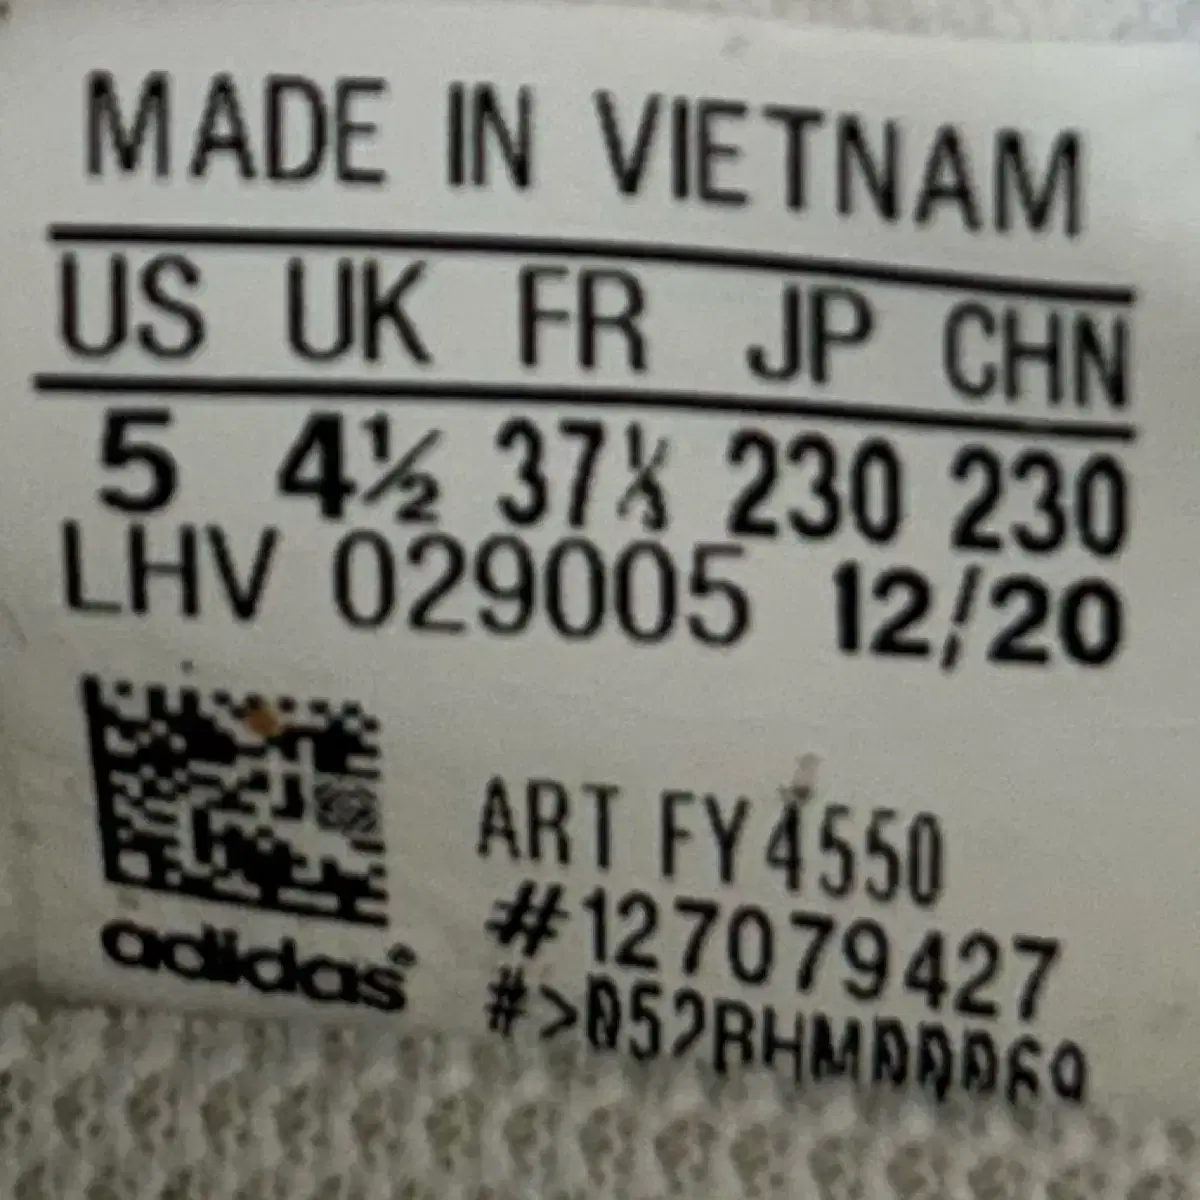 MADE IN VIETNAM
US UK FR JP CHN
5 4½ 37⅓ 230 230
LHV 029005 12/20
ART FY4550
#127079427
adidas